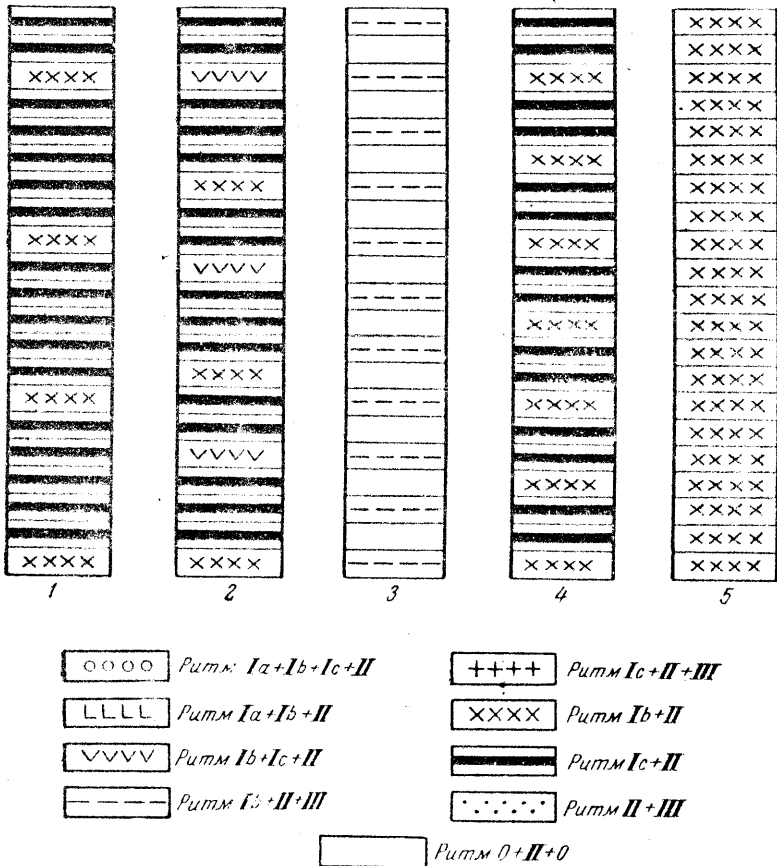 1 2 3 4 5
Ритм: Ia+Ib+Ic+II
Ритм Ic+II+III
Ритм Ia+Ib+II
Ритм Ib+II
Ритм Ib+Ic+II
Ритм Ic+II
Ритм Ib+II+III
Ритм II+III
Ритм 0+II+0